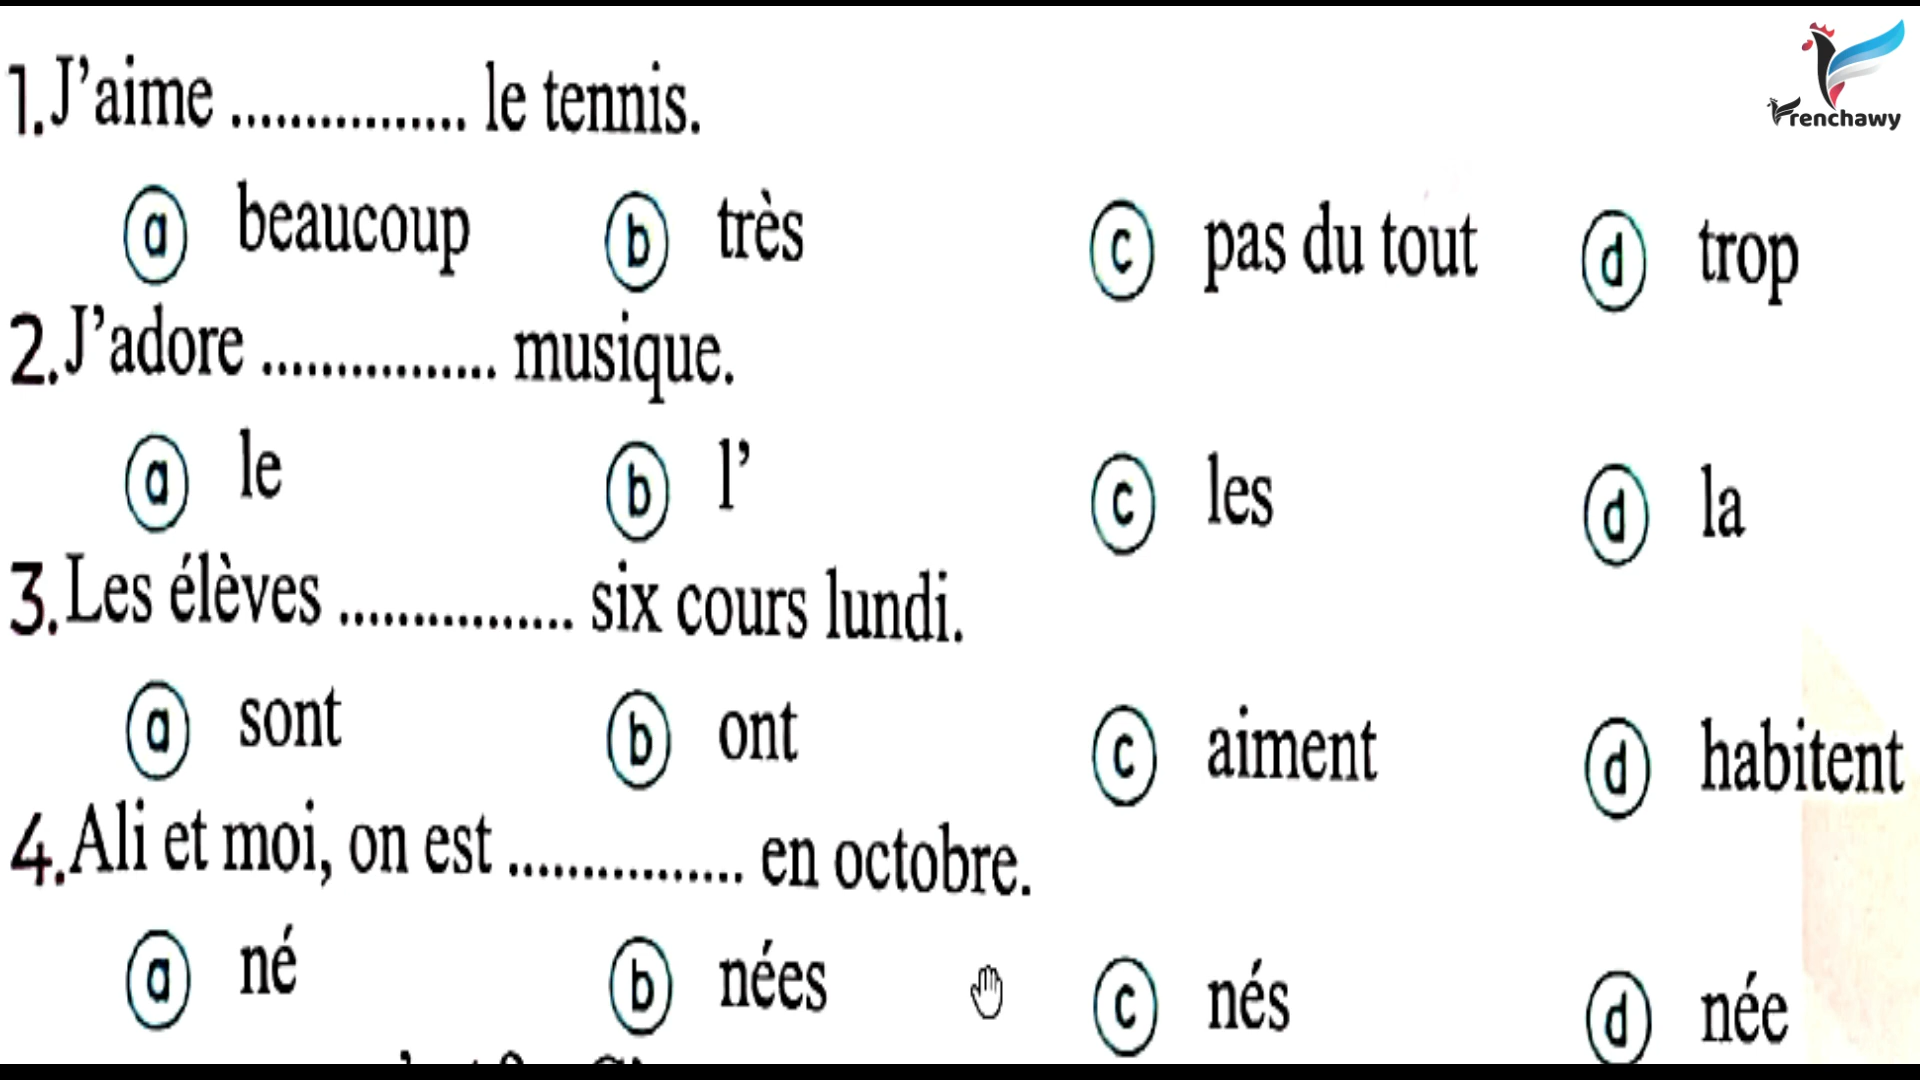 1.J'aime ................ le tennis.
a beaucoup b très c pas du tout d trop
2.J'adore ................ musique.
a le b l' c les d la
3.Les élèves ................ six cours lundi.
a sont b ont c aiment d habitent
4.Ali et moi, on est ................ en octobre.
a né b nées c nés d née
Frenchawy